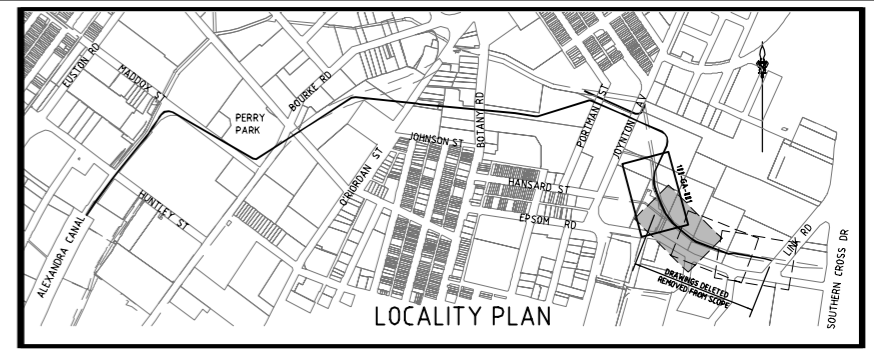 EUSTON RD
MADDOX ST
PERRY
PARK
BOURKE RD
JOHNSON ST
BOTANY RD
PORTMAN ST
JOYNTON AV
HUNTLEY ST
O'RIORDAN ST
HANSARD ST
EPSOM RD
ALEXANDRA CANAL
LINK RD
SOUTHERN CROSS DR
DRAWINGS DELETED
REMOVED FROM SCOPE
LOCALITY PLAN